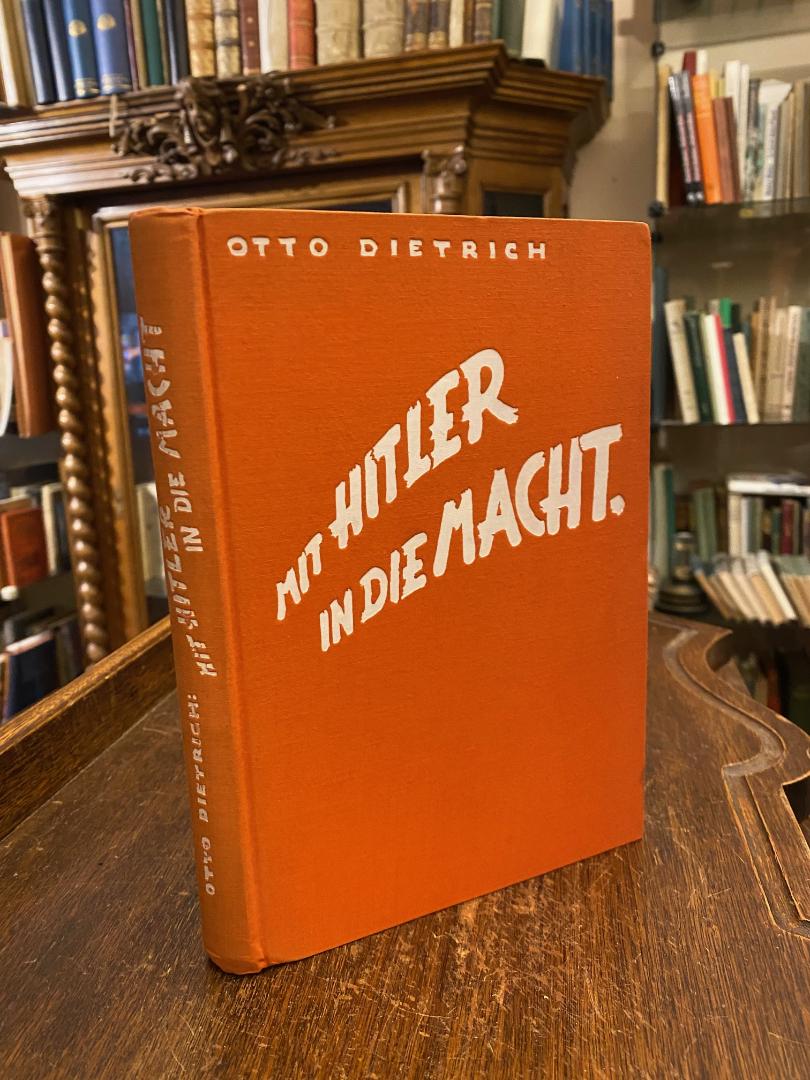 OTTO DIETRICH
MIT HITLER
IN DIE MACHT.
OTTO DIETRICH: MIT HITLER
IN DIE MACHT